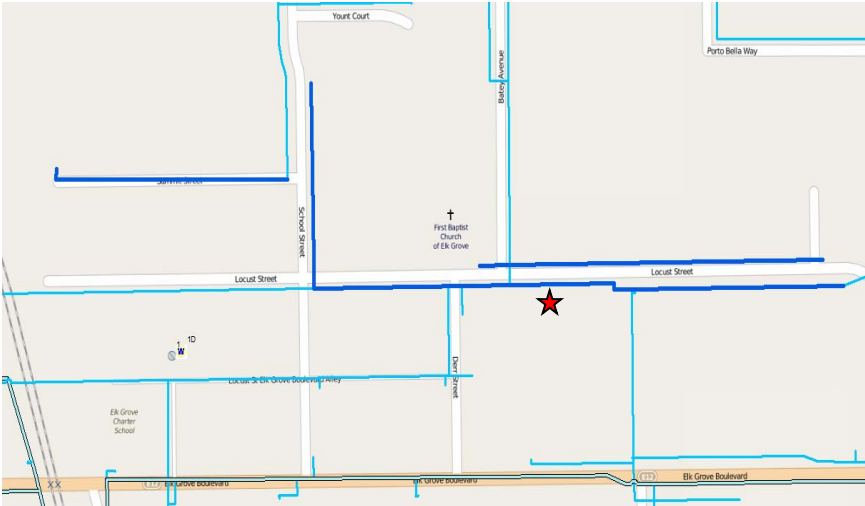 Yount Court
Batey Avenue
Porto Bella Way
Summit Street
School Street
First Baptist
Church
of Elk Grove
Locust Street
Locust Street
1D
1
W
Derr Street
Locust St Elk Grove Boulevard Alley
Elk Grove
Charter
School
Elk Grove Boulevard
Elk Grove Boulevard
E12
Elk Grove Boulevard